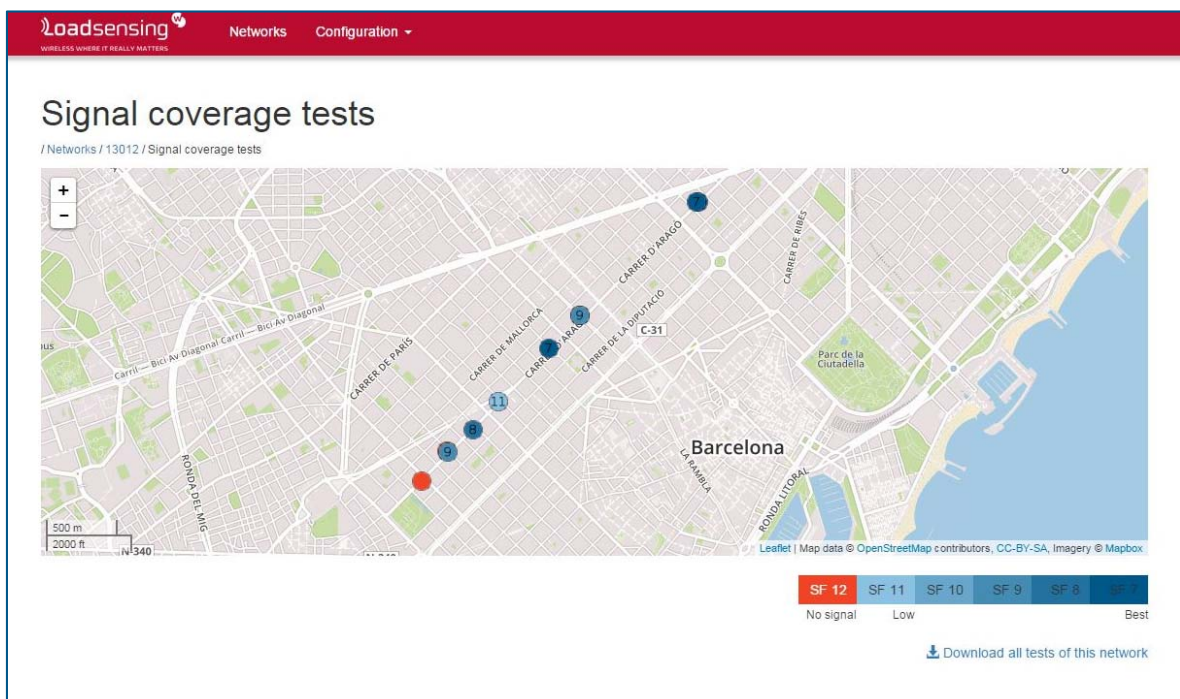 Loadsensing
W
WIRELESS WHERE IT REALLY MATTERS
Networks
Configuration
Signal coverage tests
/ Networks / 13012 / Signal coverage tests
+
−
7
CARRER D'ARAGÓ
CARRER DE RIBES
9
CARRER DE MALLORCA
CARRER DE LA DIPUTACIÓ
C-31
7
CARRER DE PARÍS
Carril — Bici-Av Diagonal Carril — Bici-Av Diagonal
Parc de la
Ciutadella
11
8
9
Barcelona
LA RAMBLA
RONDA DEL MIG
RONDA LITORAL
500 m
2000 ft
N-340
Leaflet | Map data © OpenStreetMap contributors, CC-BY-SA, Imagery © Mapbox
SF 12 SF 11 SF 10 SF 9 SF 8 SF 7
No signal Low Best
Download all tests of this network